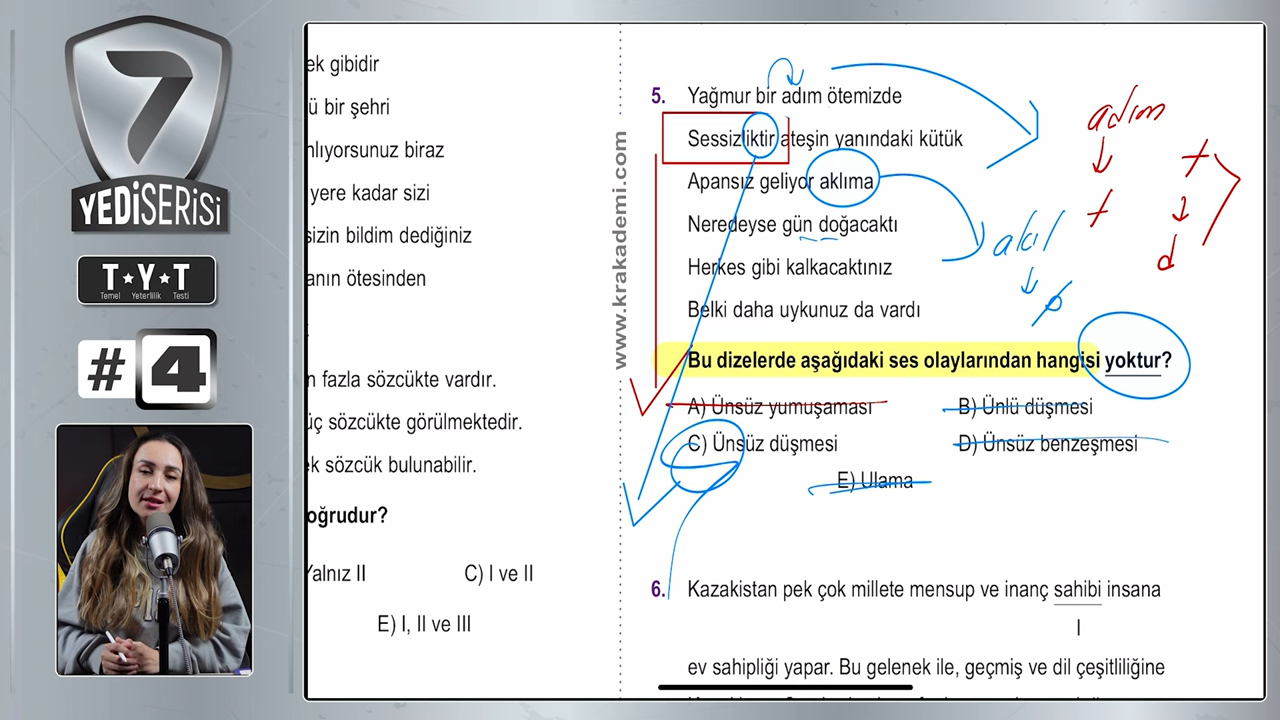 7
YEDİSERİSİ
TYT
Temel Yeterlilik Testi
#4
ek gibidir
ü bir şehri
nlıyorsunuz biraz
yere kadar sizi
sizin bildim dediğiniz
anın ötesinden
n fazla sözcükte vardır.
üç sözcükte görülmektedir.
ek sözcük bulunabilir.
oğrudur?
Yalnız II
C) I ve II
E) I, II ve III
www.krakademi.com
5. Yağmur bir adım ötemizde
Sessizliktir ateşin yanındaki kütük
Apansız geliyor aklıma
Neredeyse gün doğacaktı
Herkes gibi kalkacaktınız
Belki daha uykunuz da vardı
Bu dizelerde aşağıdaki ses olaylarından hangisi yoktur?
A) Ünsüz yumuşaması
B) Ünlü düşmesi
C) Ünsüz düşmesi
D) Ünsüz benzeşmesi
E) Ulama
adım
t
t
d
akıl
6. Kazakistan pek çok millete mensup ve inanç sahibi insana
I
ev sahipliği yapar. Bu gelenek ile, geçmiş ve dil çeşitliliğine